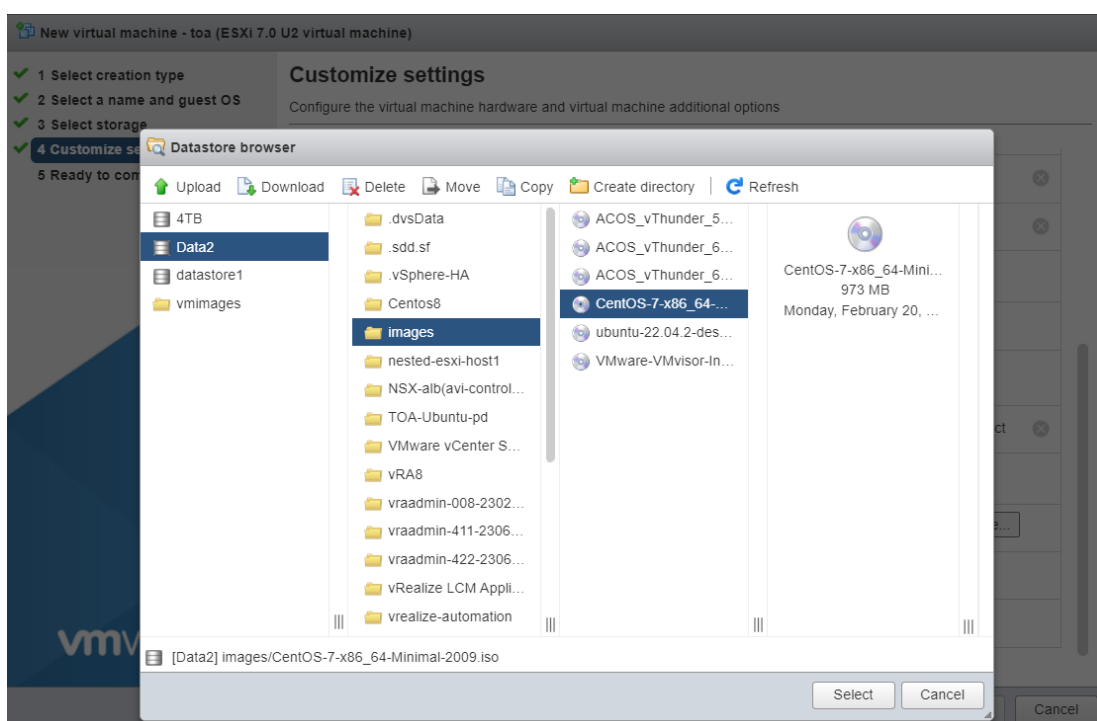 New virtual machine - toa (ESXi 7.0 U2 virtual machine)
1 Select creation type
2 Select a name and guest OS
3 Select storage
4 Customize se
5 Ready to com
Customize settings
Configure the virtual machine hardware and virtual machine additional options
Datastore browser
Upload Download Delete Move Copy Create directory Refresh
4TB
Data2
datastore1
vmimages
.dvsData
.sdd.sf
.vSphere-HA
Centos8
images
nested-esxi-host1
NSX-alb(avi-control...
TOA-Ubuntu-pd
VMware vCenter S...
vRA8
vraadmin-008-2302...
vraadmin-411-2306...
vraadmin-422-2306...
vRealize LCM Appli...
vrealize-automation
ACOS_vThunder_5...
ACOS_vThunder_6...
ACOS_vThunder_6...
CentOS-7-x86_64-...
ubuntu-22.04.2-des...
VMware-VMvisor-In...
CentOS-7-x86_64-Mini...
973 MB
Monday, February 20, ...
ct
e...
vmv
[Data2] images/CentOS-7-x86_64-Minimal-2009.iso
Select Cancel
Cancel